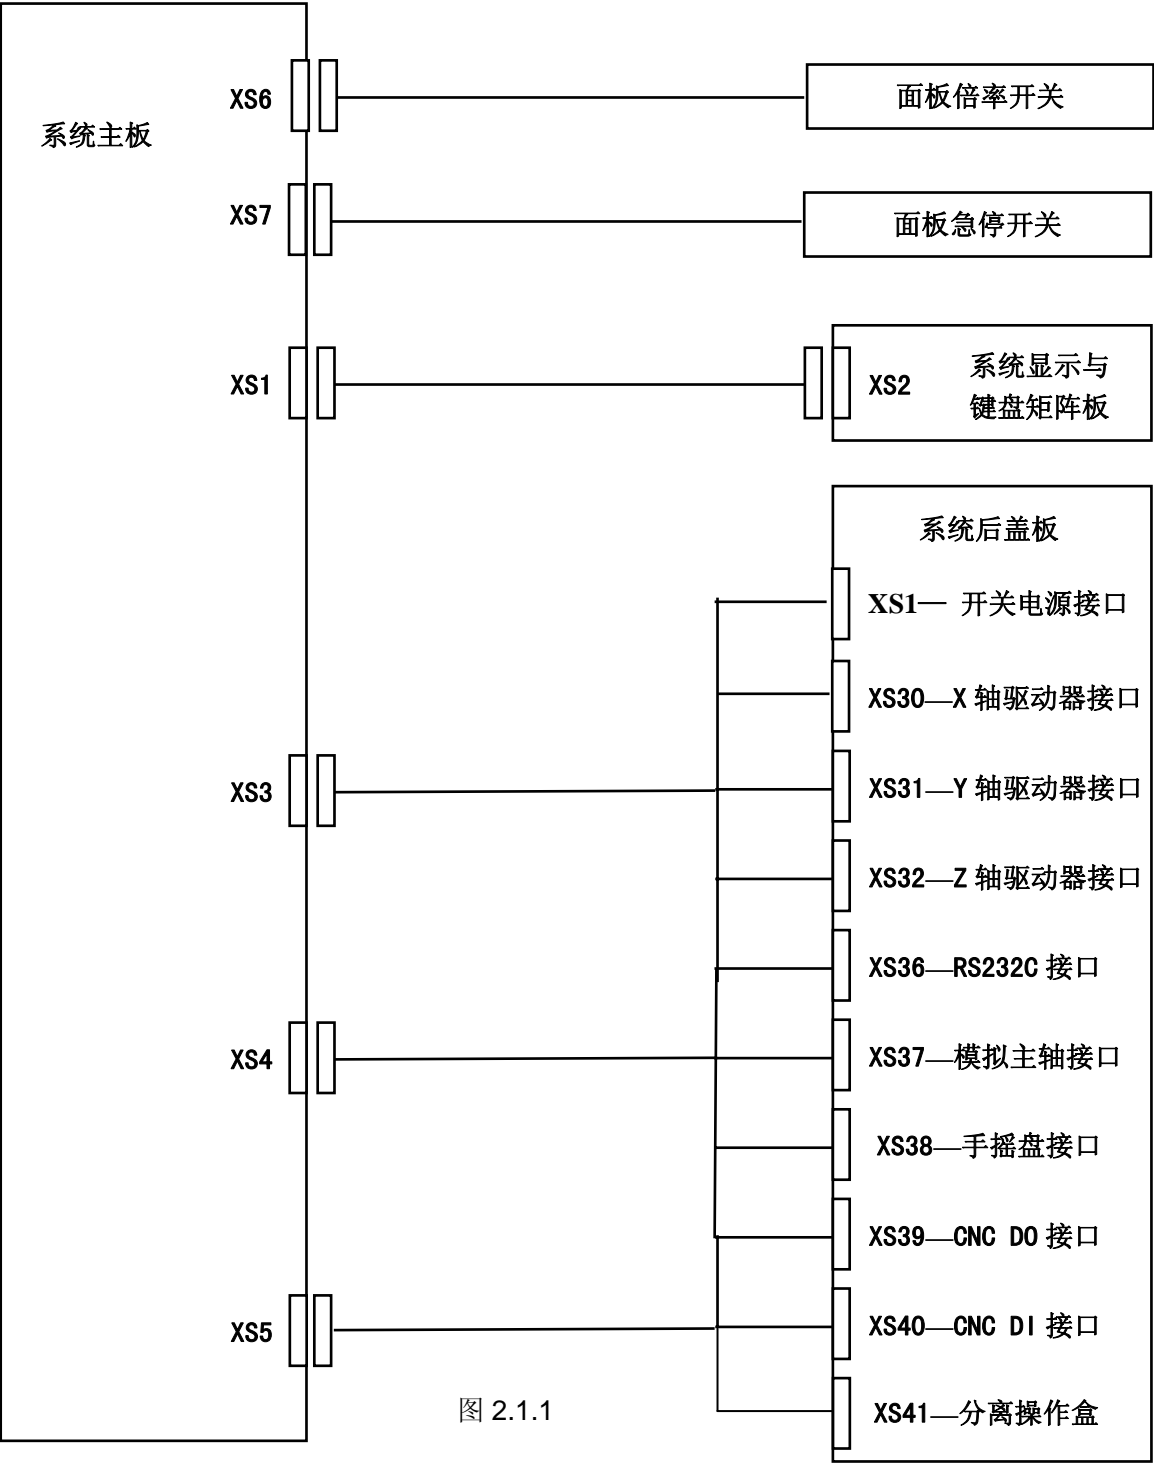 系统主板
XS6
面板倍率开关
XS7
面板急停开关
XS1
XS2
系统显示与
键盘矩阵板
系统后盖板
XS1— 开关电源接口
XS30—X 轴驱动器接口
XS3
XS31—Y 轴驱动器接口
XS32—Z 轴驱动器接口
XS36—RS232C 接口
XS4
XS37—模拟主轴接口
XS38—手摇盘接口
XS39—CNC DO 接口
XS5
XS40—CNC DI 接口
XS41—分离操作盒
图 2.1.1